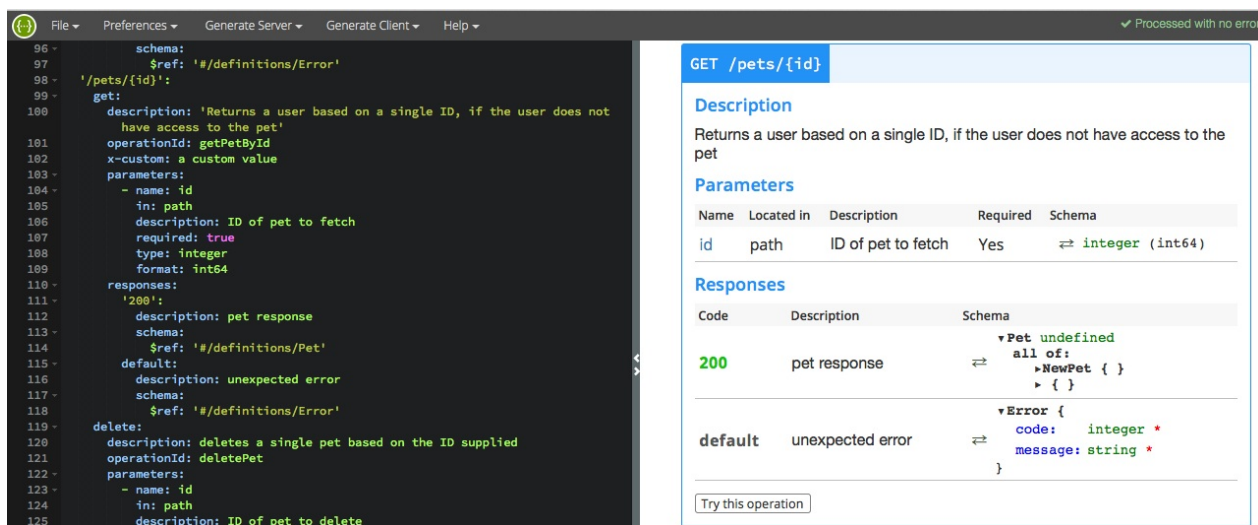 {··} File Preferences Generate Server Generate Client Help ✔ Processed with no error
96 schema:
97 $ref: '#/definitions/Error'
98 '/pets/{id}':
99 get:
100 description: 'Returns a user based on a single ID, if the user does not
have access to the pet'
101 operationId: getPetById
102 x-custom: a custom value
103 parameters:
104 - name: id
105 in: path
106 description: ID of pet to fetch
107 required: true
108 type: integer
109 format: int64
110 responses:
111 '200':
112 description: pet response
113 schema:
114 $ref: '#/definitions/Pet'
115 default:
116 description: unexpected error
117 schema:
118 $ref: '#/definitions/Error'
119 delete:
120 description: deletes a single pet based on the ID supplied
121 operationId: deletePet
122 parameters:
123 - name: id
124 in: path
125 description: ID of pet to delete
GET /pets/{id}
Description
Returns a user based on a single ID, if the user does not have access to the
pet
Parameters
Name Located in Description Required Schema
id path ID of pet to fetch Yes ⇄ integer (int64)
Responses
Code Description Schema
200 pet response ⇄ ▾Pet undefined
all of:
▸NewPet { }
▸ { }
default unexpected error ⇄ ▾Error {
code: integer *
message: string *
}
Try this operation